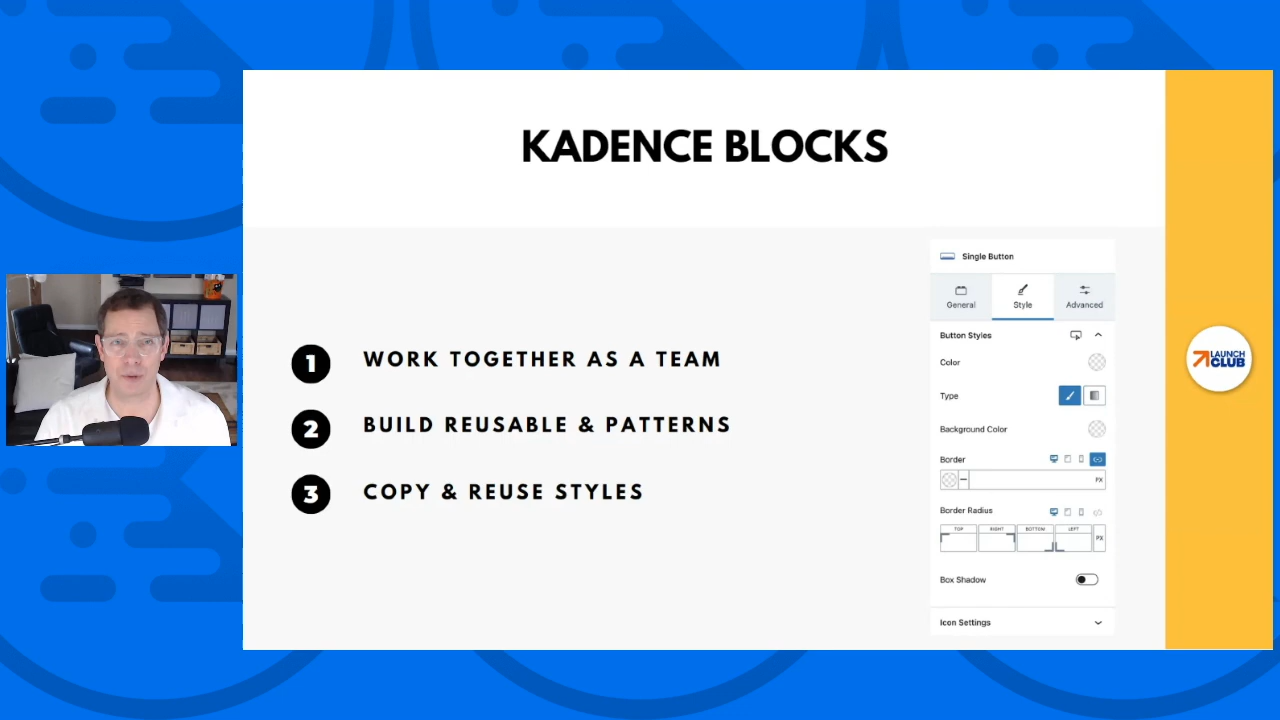 KADENCE BLOCKS
1 WORK TOGETHER AS A TEAM
2 BUILD REUSABLE & PATTERNS
3 COPY & REUSE STYLES
Single Button
General Style Advanced
Button Styles
Color
Type
Background Color
Border
PX
Border Radius
TOP RIGHT BOTTOM LEFT
PX
Box Shadow
Icon Settings
LAUNCH
CLUB